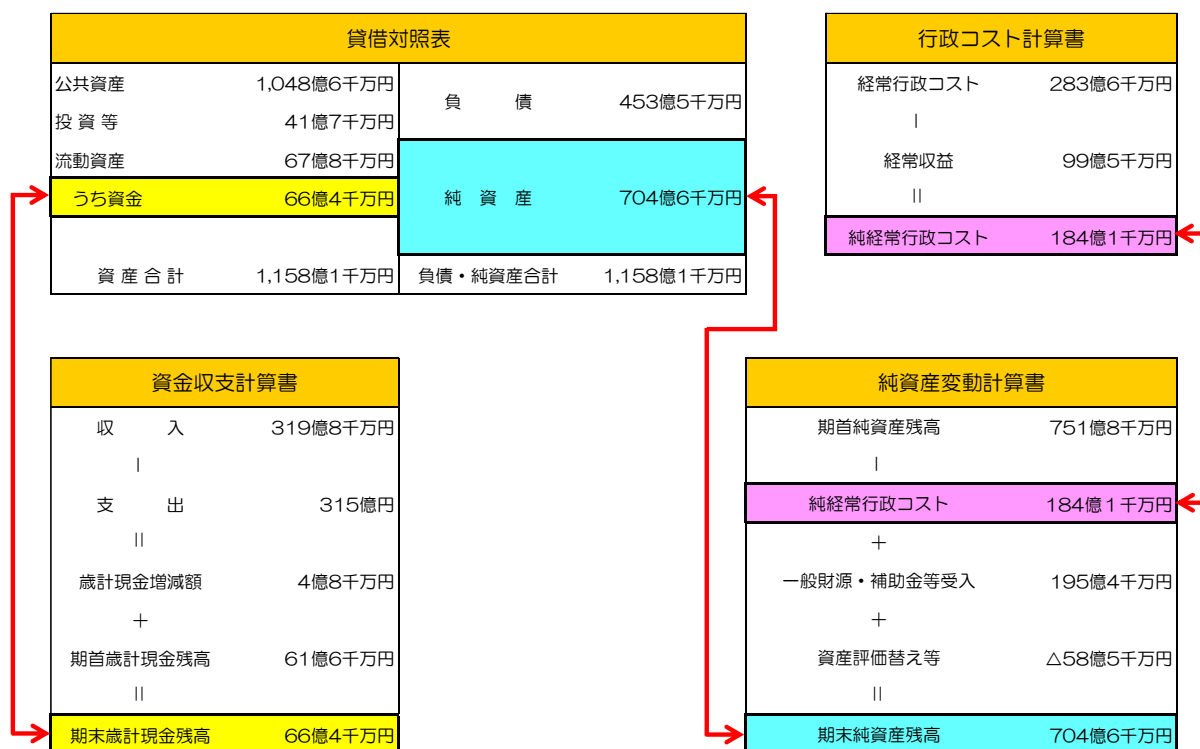 貸借対照表
公共資産 1,048億6千万円
投資等 41億7千万円
流動資産 67億8千万円
うち資金 66億4千万円
資産合計 1,158億1千万円
負債 453億5千万円
純資産 704億6千万円
負債・純資産合計 1,158億1千万円
行政コスト計算書
経常行政コスト 283億6千万円
－
経常収益 99億5千万円
＝
純経常行政コスト 184億1千万円
資金収支計算書
収入 319億8千万円
－
支出 315億円
＝
歳計現金増減額 4億8千万円
＋
期首歳計現金残高 61億6千万円
＝
期末歳計現金残高 66億4千万円
純資産変動計算書
期首純資産残高 751億8千万円
－
純経常行政コスト 184億1千万円
＋
一般財源・補助金等受入 195億4千万円
＋
資産評価替え等 △58億5千万円
＝
期末純資産残高 704億6千万円